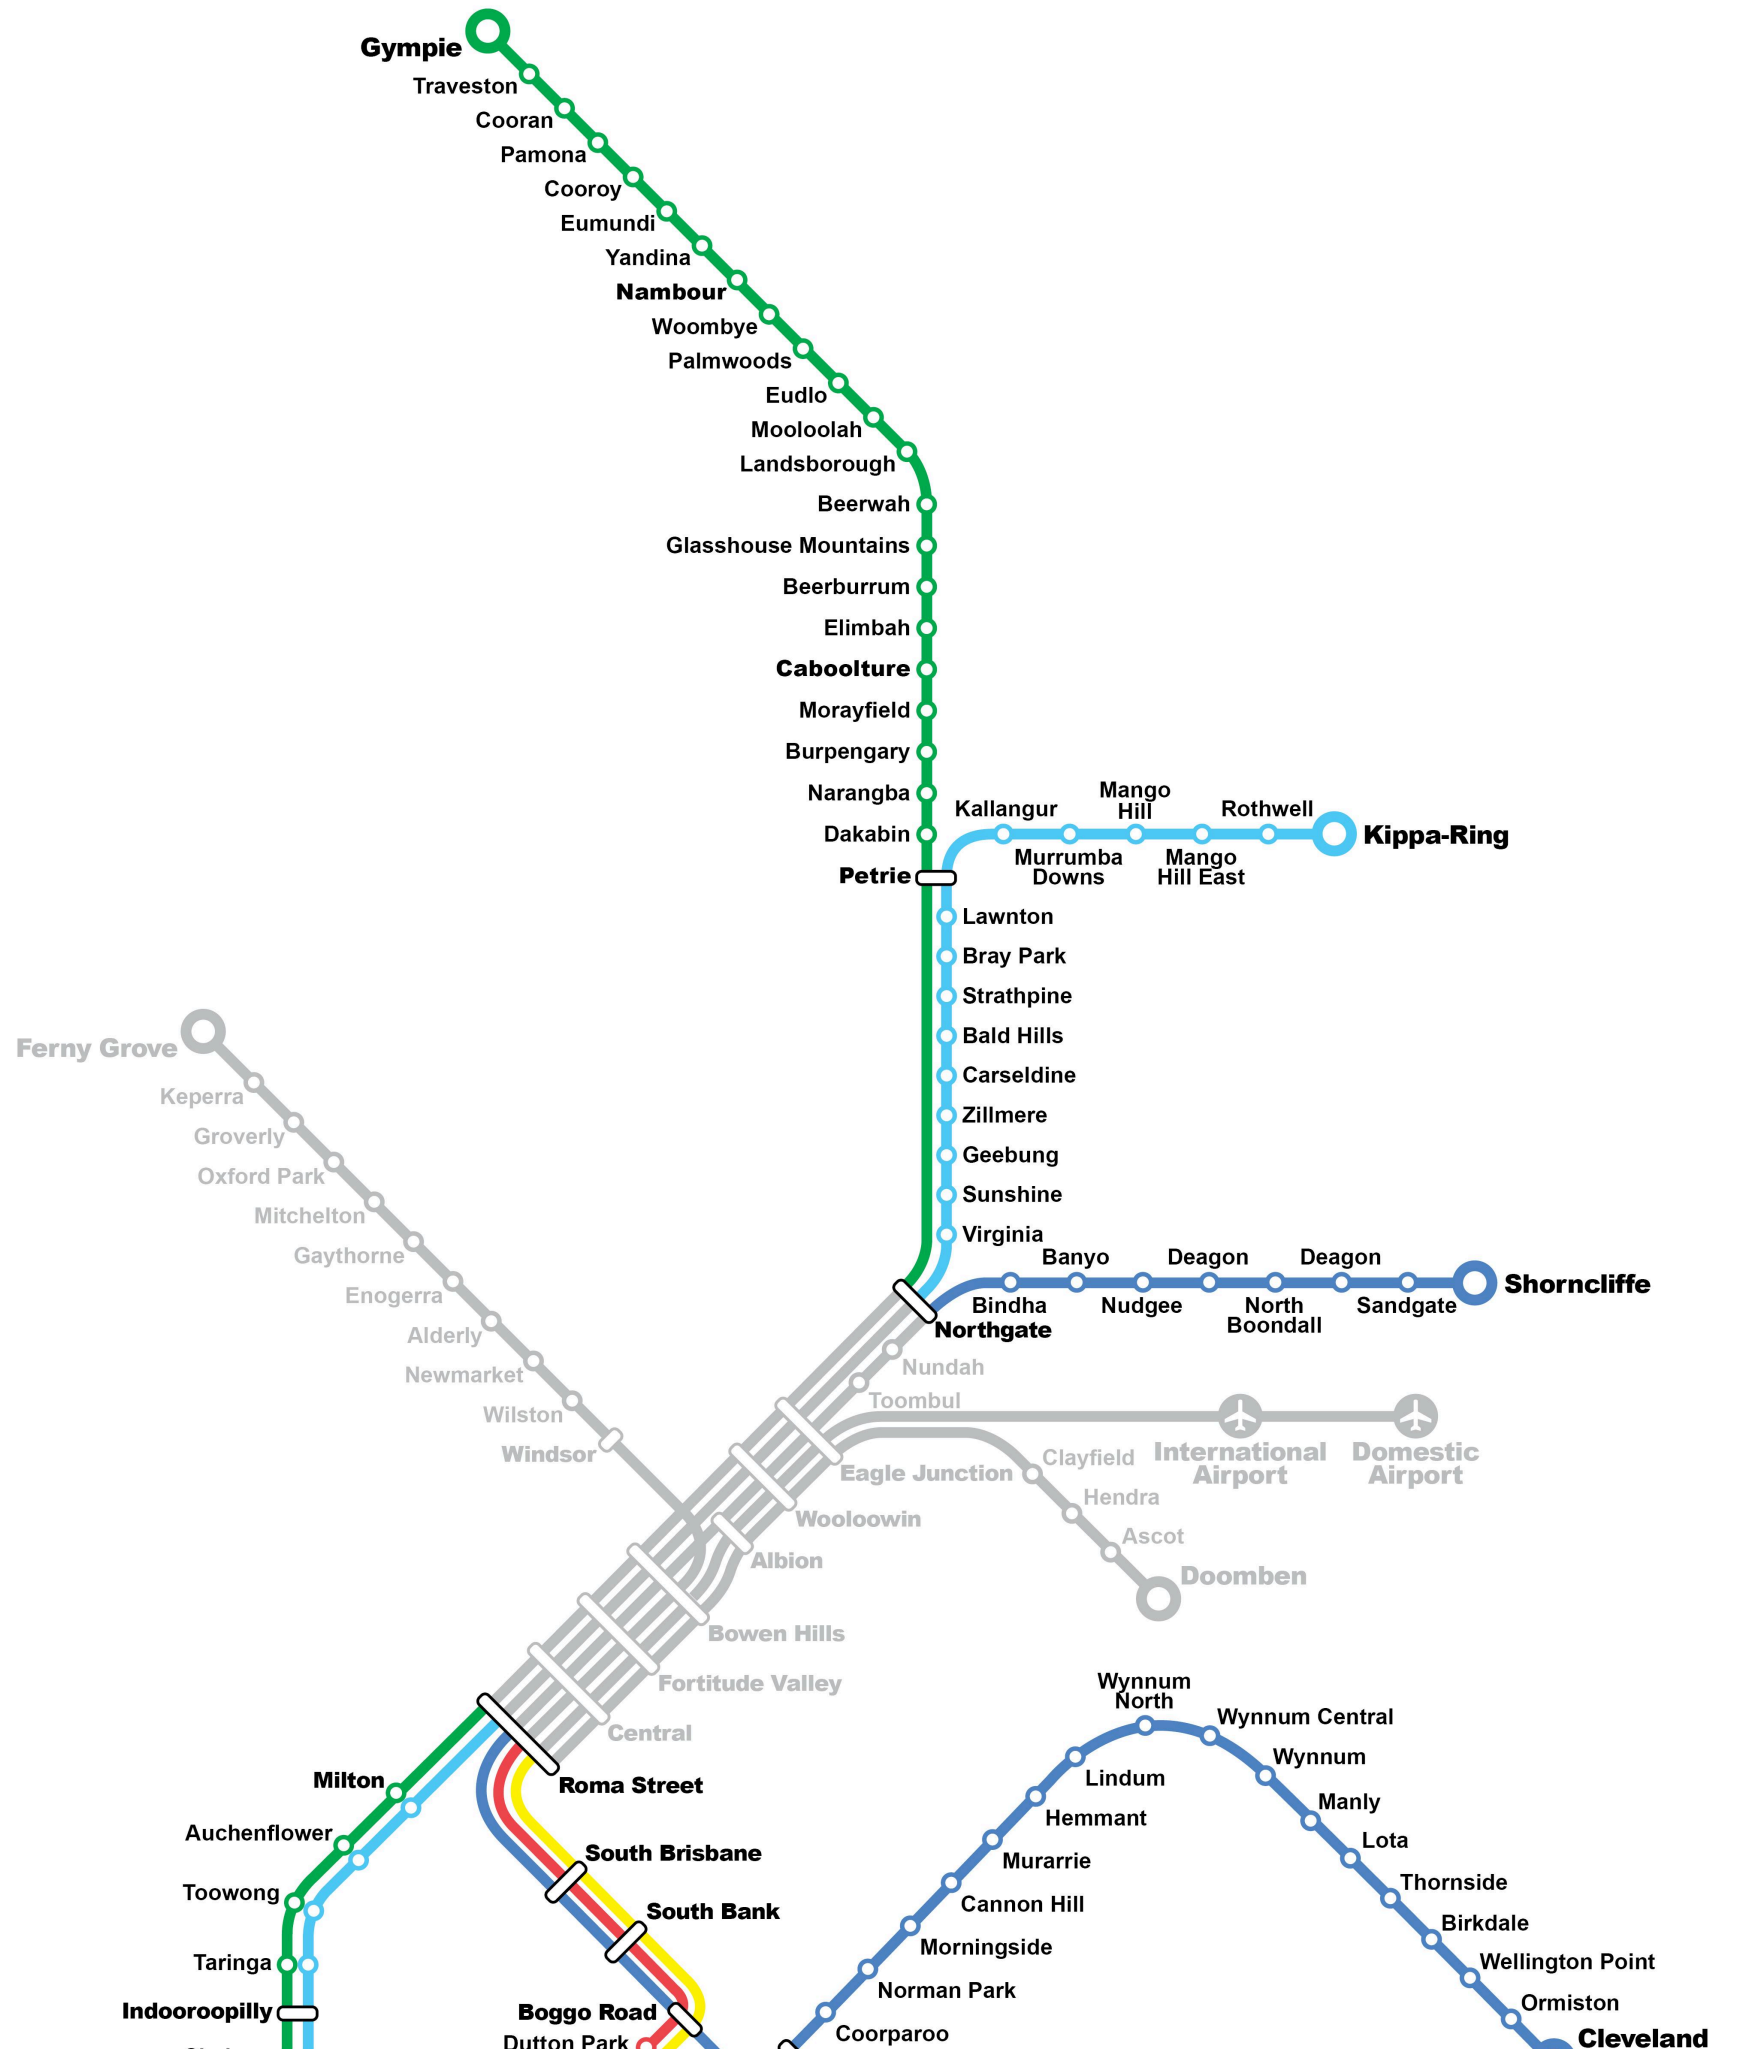 Gympie
Traveston
Cooran
Pamona
Cooroy
Eumundi
Yandina
Nambour
Woombye
Palmwoods
Eudlo
Mooloolah
Landsborough
Beerwah
Glasshouse Mountains
Beerburrum
Elimbah
Caboolture
Morayfield
Burpengary
Narangba
Dakabin
Petrie
Kallangur
Murrumba
Downs
Mango
Hill
Mango
Hill East
Rothwell
Kippa-Ring
Lawnton
Bray Park
Strathpine
Bald Hills
Carseldine
Zillmere
Geebung
Sunshine
Virginia
Bindha
Banyo
Nudgee
Deagon
North
Boondall
Deagon
Sandgate
Shorncliffe
Northgate
Ferny Grove
Keperra
Groverly
Oxford Park
Mitchelton
Gaythorne
Enogerra
Alderly
Newmarket
Wilston
Windsor
Nundah
Toombul
Eagle Junction
International
Airport
Domestic
Airport
Clayfield
Hendra
Ascot
Doomben
Wooloowin
Albion
Bowen Hills
Fortitude Valley
Central
Roma Street
Milton
Auchenflower
Toowong
Taringa
Indooroopilly
South Brisbane
South Bank
Boggo Road
Dutton Park
Wynnum
North
Wynnum Central
Wynnum
Lindum
Manly
Hemmant
Lota
Murarrie
Thornside
Cannon Hill
Birkdale
Morningside
Wellington Point
Norman Park
Ormiston
Coorparoo
Cleveland